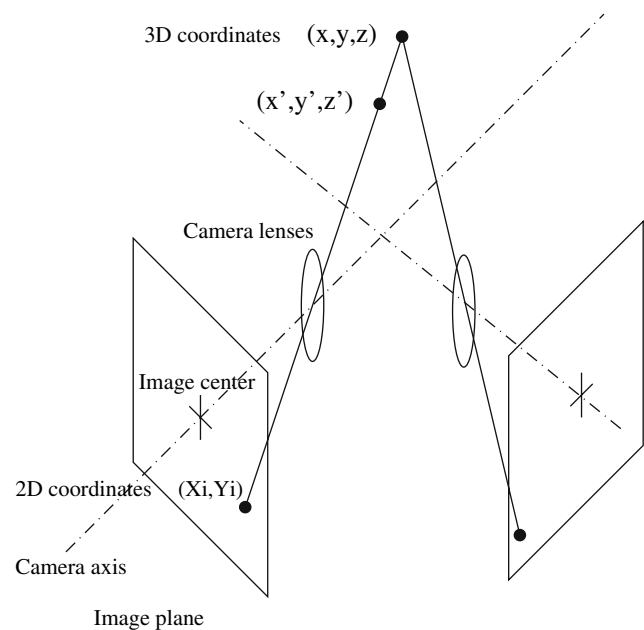 3D coordinates (x,y,z)
(x’,y’,z’)
Camera lenses
Image center
2D coordinates (Xi,Yi)
Camera axis
Image plane